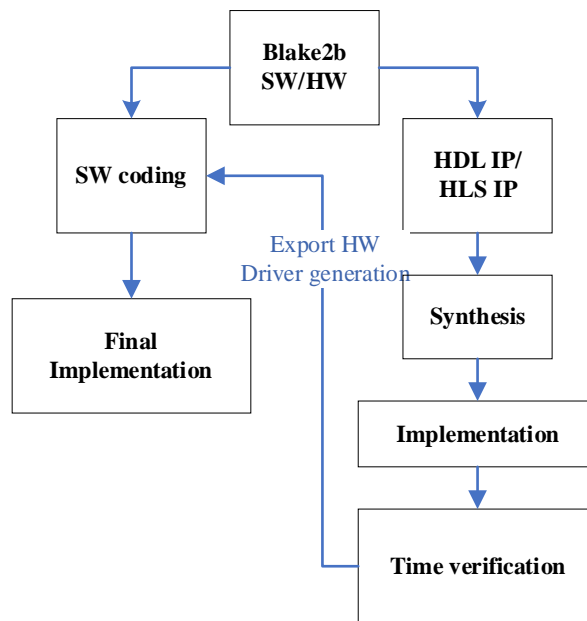 Blake2b
SW/HW
SW coding
HDL IP/
HLS IP
Export HW
Driver generation
Synthesis
Final
Implementation
Implementation
Time verification